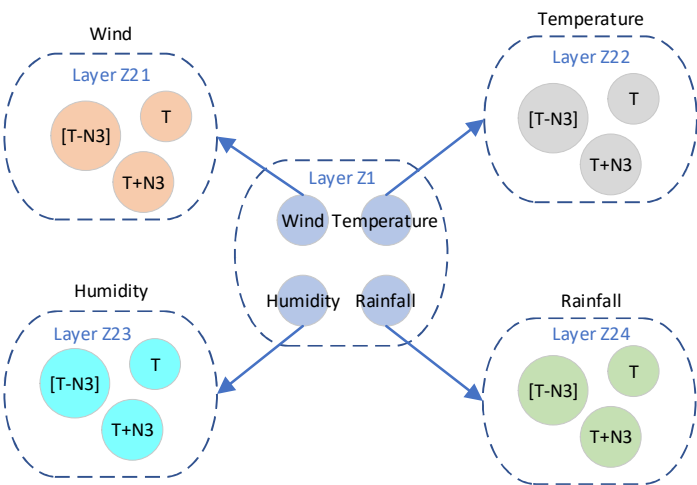 Wind
Layer Z21
[T-N3]
T
T+N3
Temperature
Layer Z22
[T-N3]
T
T+N3
Layer Z1
Wind
Temperature
Humidity
Rainfall
Humidity
Layer Z23
[T-N3]
T
T+N3
Rainfall
Layer Z24
[T-N3]
T
T+N3